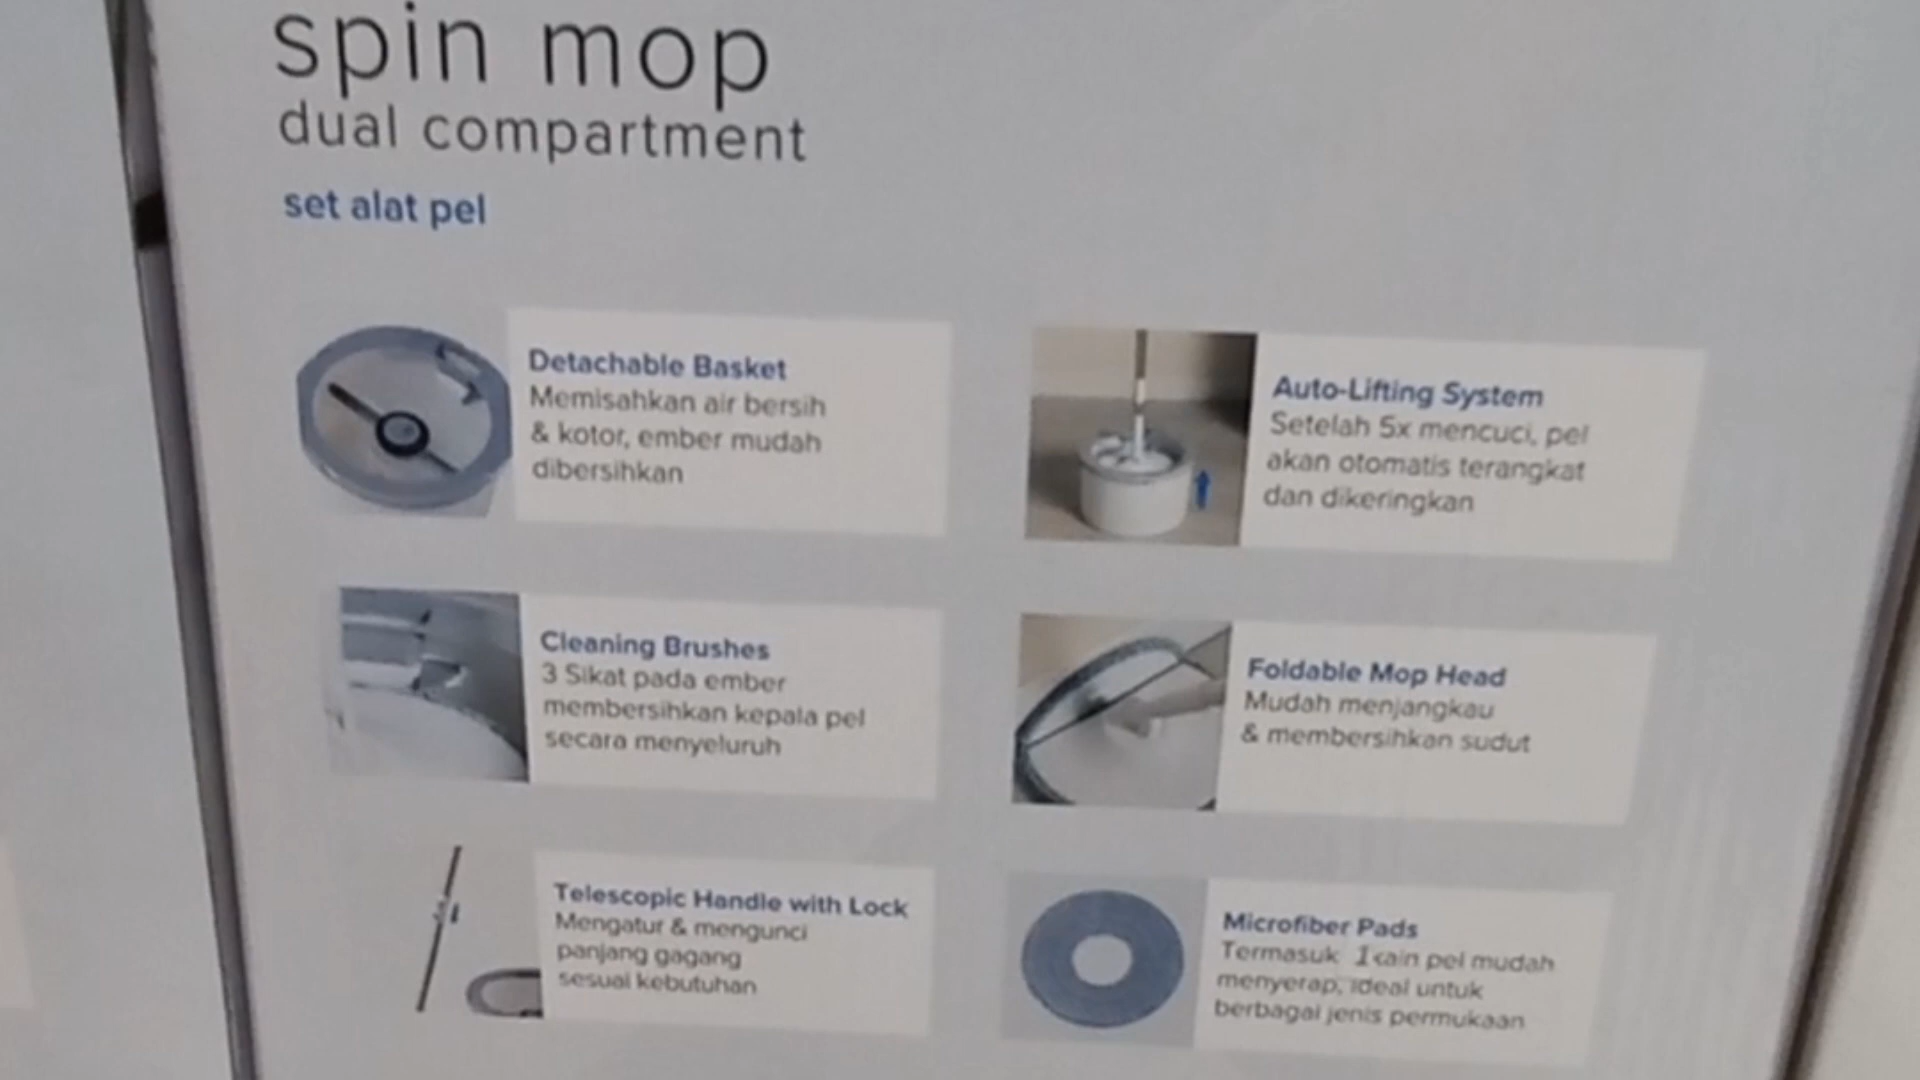 spin mop
dual compartment
set alat pel
Detachable Basket
Memisahkan air bersih
& kotor, ember mudah
dibersihkan
Auto-Lifting System
Setelah 5x mencuci, pel
akan otomatis terangkat
dan dikeringkan
Cleaning Brushes
3 Sikat pada ember
membersihkan kepala pel
secara menyeluruh
Foldable Mop Head
Mudah menjangkau
& membersihkan sudut
Telescopic Handle with Lock
Mengatur & mengunci
panjang gagang
sesuai kebutuhan
Microfiber Pads
Termasuk 1 kain pel mudah
menyerap, ideal untuk
berbagai jenis permukaan